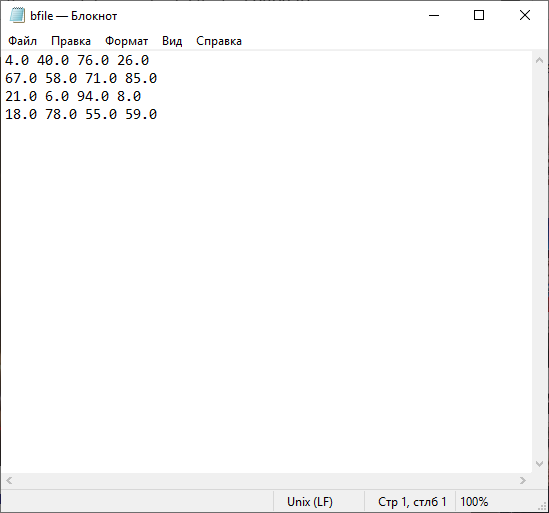 bfile — Блокнот
Файл Правка Формат Вид Справка
4.0 40.0 76.0 26.0
67.0 58.0 71.0 85.0
21.0 6.0 94.0 8.0
18.0 78.0 55.0 59.0
Unix (LF) Стр 1, стлб 1 100%